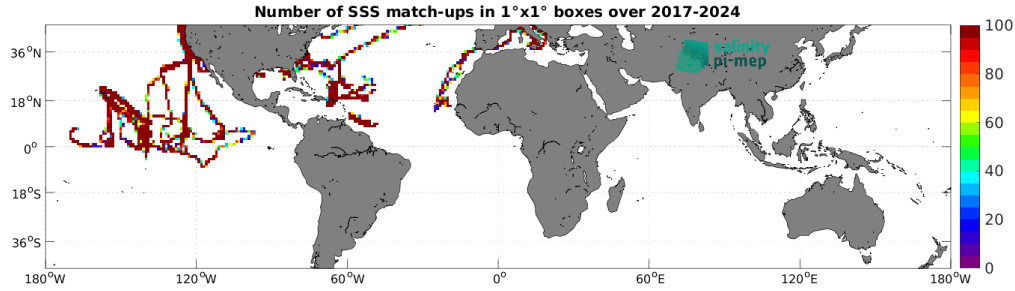 Number of SSS match-ups in 1°x1° boxes over 2017-2024
salinity
pi-mep
36°N
18°N
0°
18°S
36°S
180°W
120°W
60°W
0°
60°E
120°E
180°W
100
80
60
40
20
0